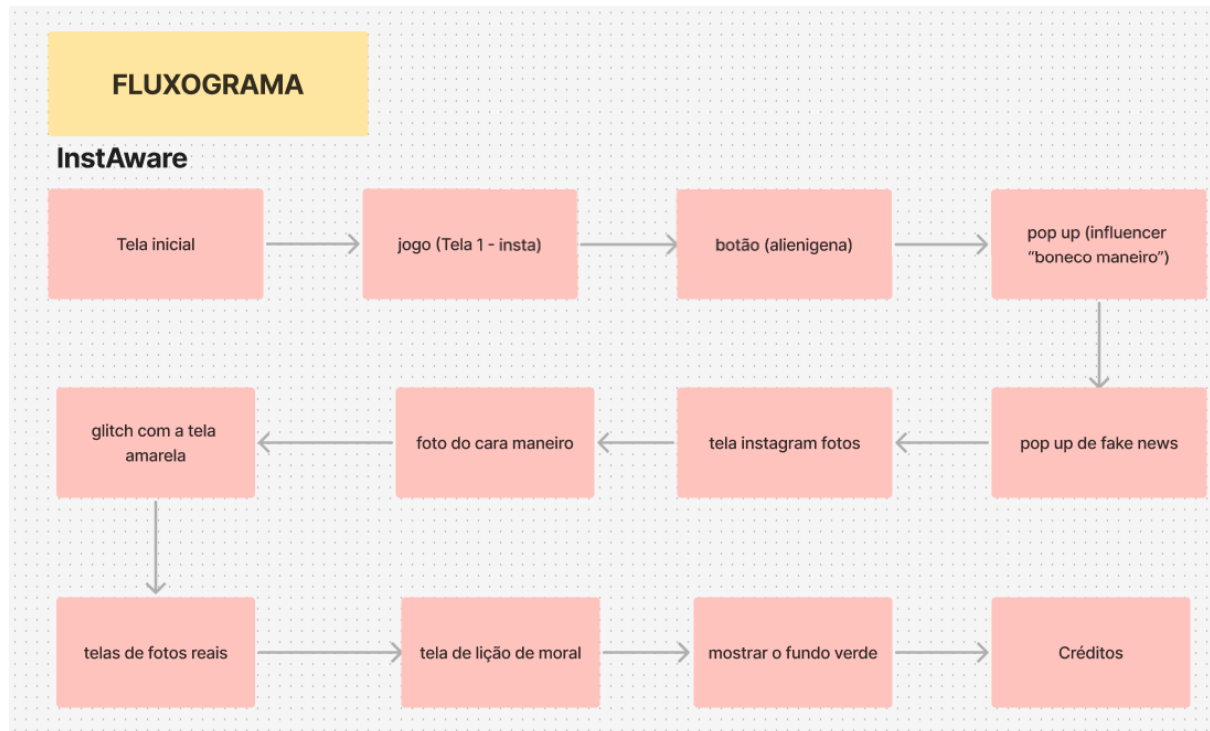 FLUXOGRAMA
InstAware
Tela inicial
jogo (Tela 1 - insta)
botão (alienigena)
pop up (influencer
“boneco maneiro”)
pop up de fake news
tela instagram fotos
foto do cara maneiro
glitch com a tela
amarela
telas de fotos reais
tela de lição de moral
mostrar o fundo verde
Créditos